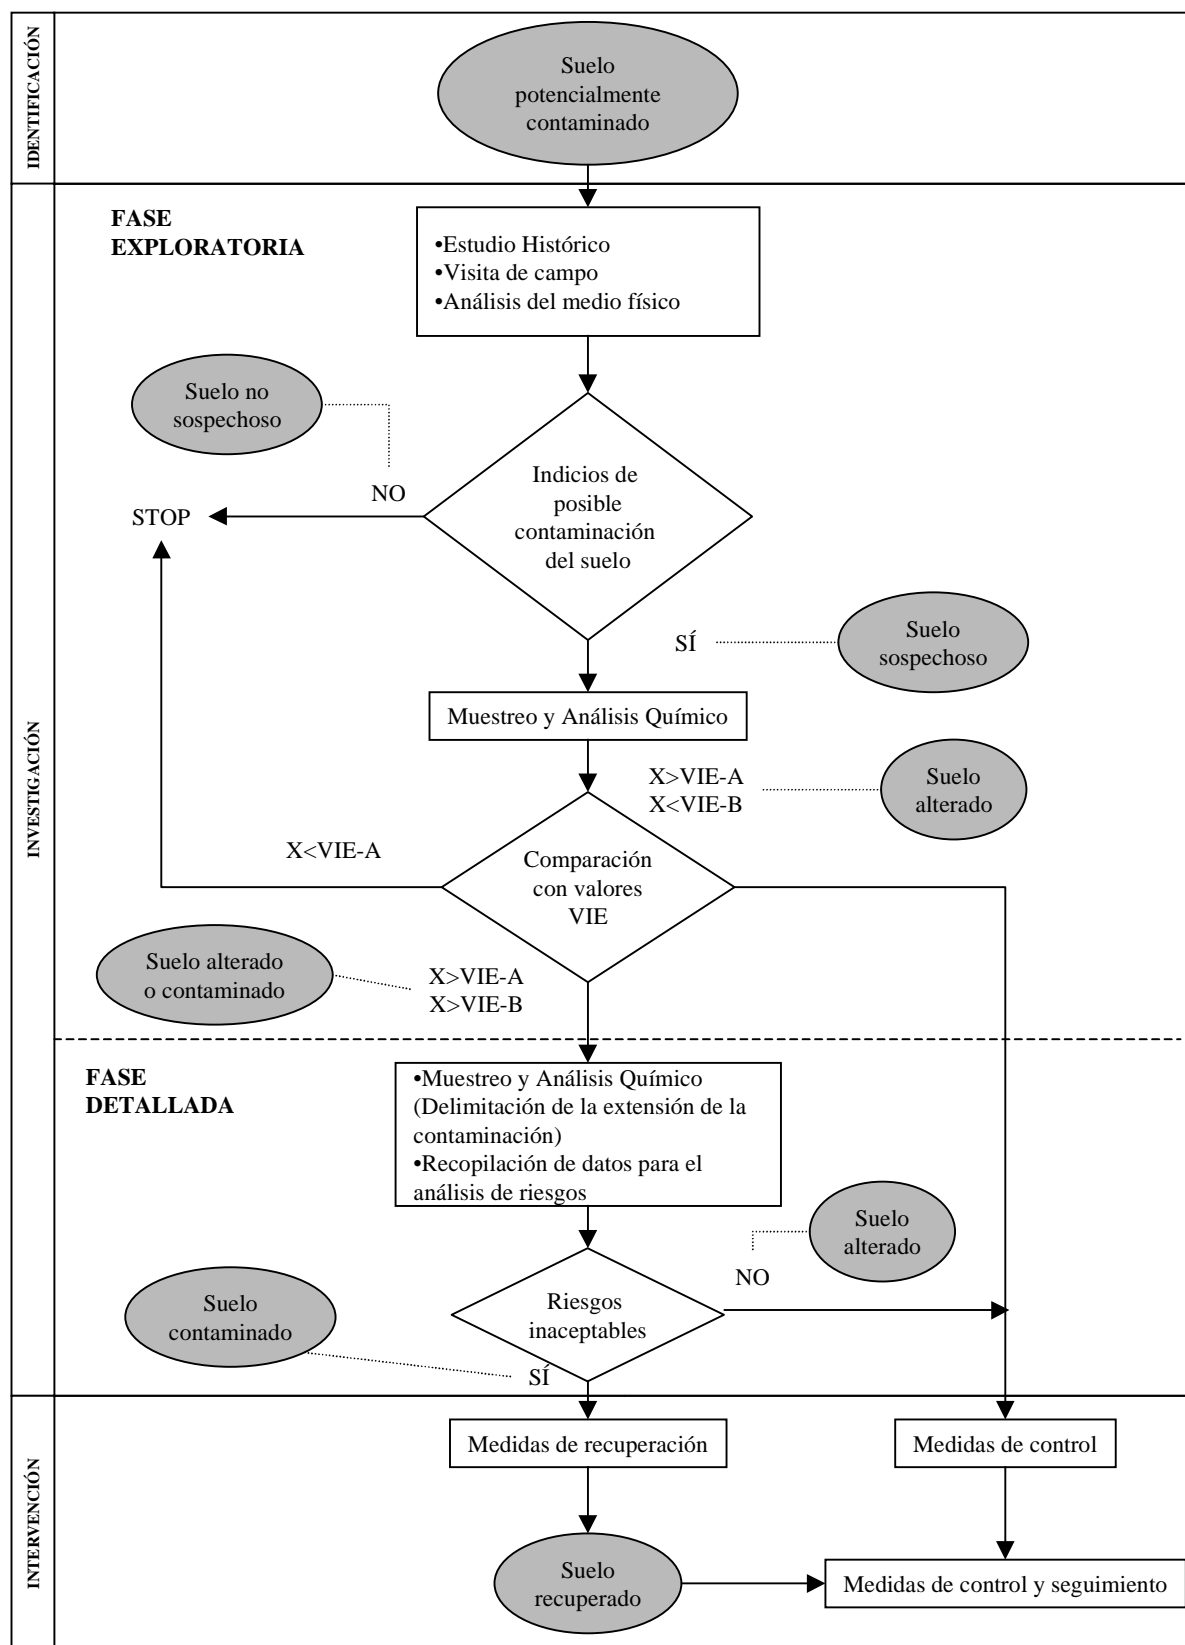 IDENTIFICACIÓN
Suelo
potencialmente
contaminado
INVESTIGACIÓN
FASE
EXPLORATORIA
•Estudio Histórico
•Visita de campo
•Análisis del medio físico
Suelo no
sospechoso
NO
STOP
Indicios de
posible
contaminación
del suelo
SÍ
Suelo
sospechoso
Muestreo y Análisis Químico
X>VIE-A
X<VIE-B
Suelo
alterado
X<VIE-A
Comparación
con valores
VIE
Suelo alterado
o contaminado
X>VIE-A
X>VIE-B
FASE
DETALLADA
•Muestreo y Análisis Químico
(Delimitación de la extensión de la
contaminación)
•Recopilación de datos para el
análisis de riesgos
Suelo
alterado
NO
Riesgos
inaceptables
Suelo
contaminado
SÍ
INTERVENCIÓN
Medidas de recuperación
Medidas de control
Suelo
recuperado
Medidas de control y seguimiento